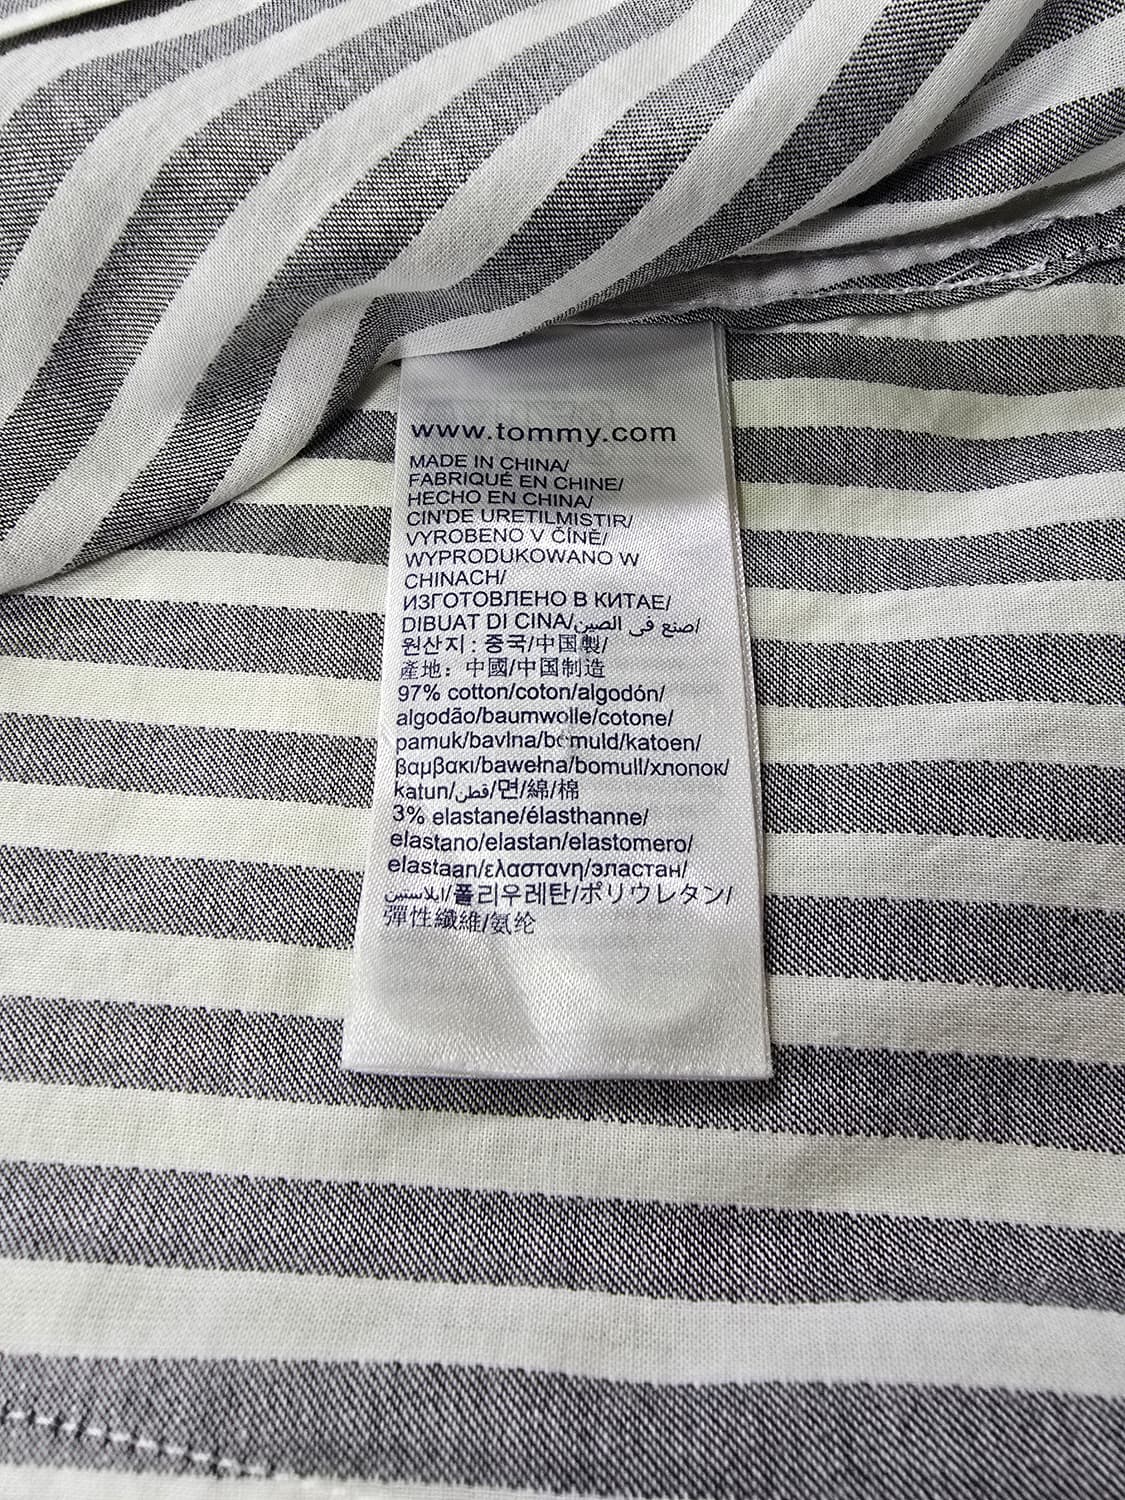 www.tommy.com
MADE IN CHINA/
FABRIQUÉ EN CHINE/
HECHO EN CHINA/
CIN'DE URETILMISTIR/
VYROBENO V ČÍNĚ/
WYPRODUKOWANO W
CHINACH/
ИЗГОТОВЛЕНО В КИТАЕ/
DIBUAT DI CINA/صنع في الصين/
원산지 : 중국/中国製/
產地： 中國/中国制造
97% cotton/coton/algodón/
algodão/baumwolle/cotone/
pamuk/bavlna/bomuld/katoen/
βαμβακι/bawełna/bomull/хлопок/
katun/قطن/면/綿/棉
3% elastane/élasthanne/
elastano/elastan/elastomero/
elastaan/ελαστανη/эластан/
ايلاستين/폴리우레탄/ポリウレタン/
彈性纖維/氨纶